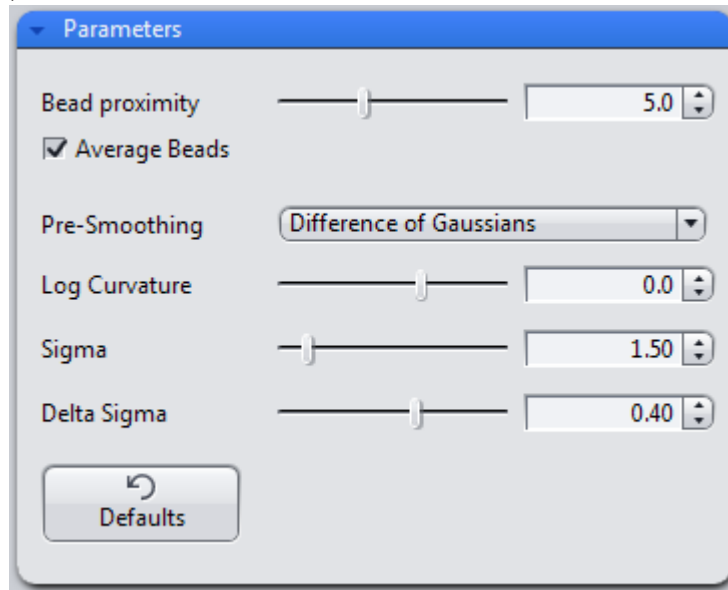 Parameters
Bead proximity 5.0
Average Beads
Pre-Smoothing Difference of Gaussians
Log Curvature 0.0
Sigma 1.50
Delta Sigma 0.40
Defaults